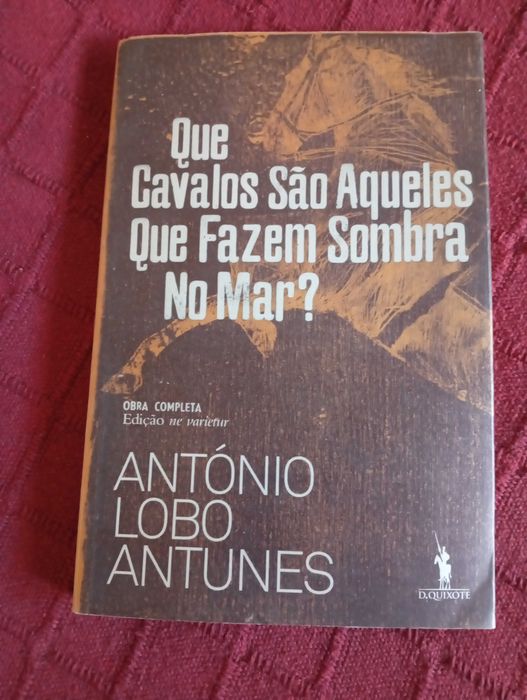 Que
Cavalos São Aqueles
Que Fazem Sombra
No Mar?
OBRA COMPLETA
Edição ne varietur
ANTÓNIO
LOBO
ANTUNES
D.QUIXOTE